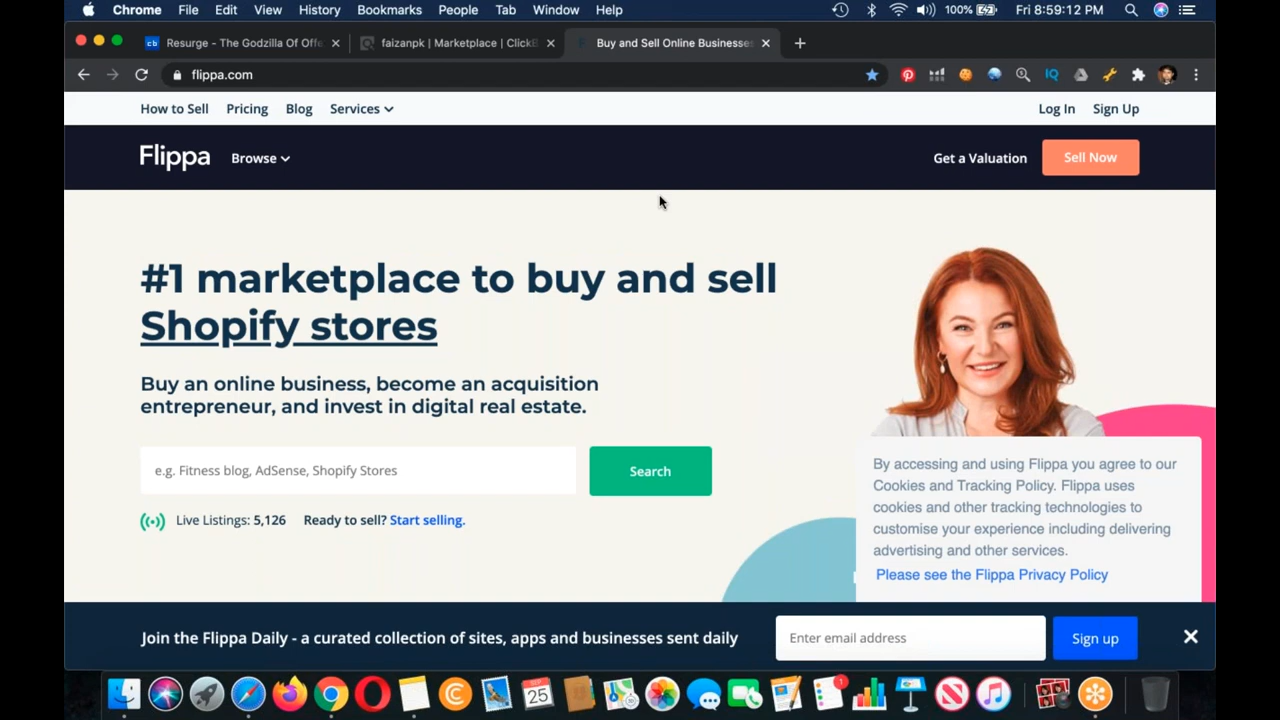 Chrome File Edit View History Bookmarks People Tab Window Help 100% Fri 8:59:12 PM
Resurge - The Godzilla Of Offe faizanpk | Marketplace | ClickB Buy and Sell Online Businesses
flippa.com
How to Sell Pricing Blog Services Log In Sign Up
Flippa Browse Get a Valuation Sell Now
#1 marketplace to buy and sell
Shopify stores
Buy an online business, become an acquisition
entrepreneur, and invest in digital real estate.
e.g. Fitness blog, AdSense, Shopify Stores Search
Live Listings: 5,126 Ready to sell? Start selling.
By accessing and using Flippa you agree to our
Cookies and Tracking Policy. Flippa uses
cookies and other tracking technologies to
customise your experience including delivering
advertising and other services.
Please see the Flippa Privacy Policy
Join the Flippa Daily - a curated collection of sites, apps and businesses sent daily Enter email address Sign up
25
1